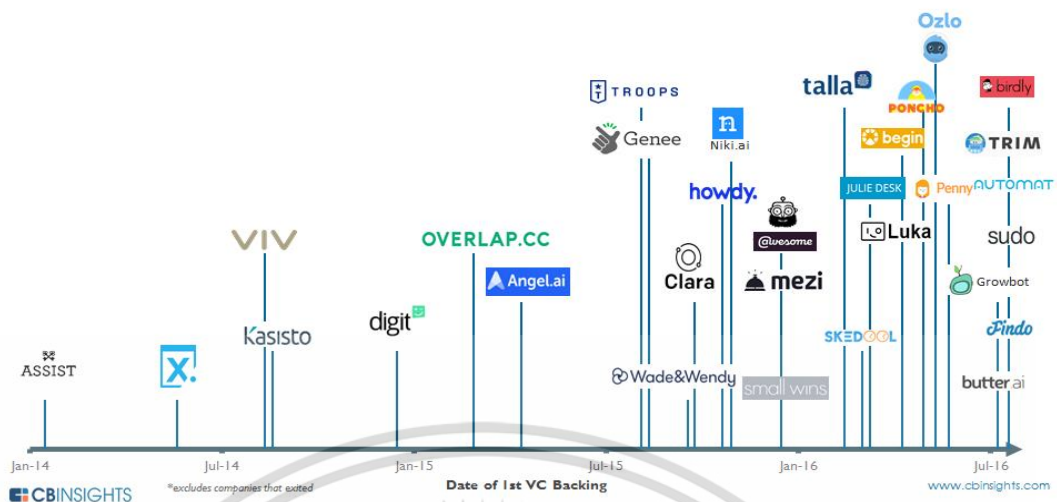 Ozlo
TROOPS
talla
PONCHO
birdly
Genee
n
Niki.ai
begin
TRIM
howdy.
JULIE DESK
Penny
AUTOMAT
VIV
OVERLAP.CC
@wesome
Luka
sudo
Angel.ai
Clara
mezi
Growbot
digit
Kasisto
SKEDOOL
Findo
ASSIST
X.
Wade&Wendy
small wins
butter.ai
Jan-14
Jul-14
Jan-15
Jul-15
Jan-16
Jul-16
CBINSIGHTS
*excludes companies that exited
Date of 1st VC Backing
www.cbinsights.com